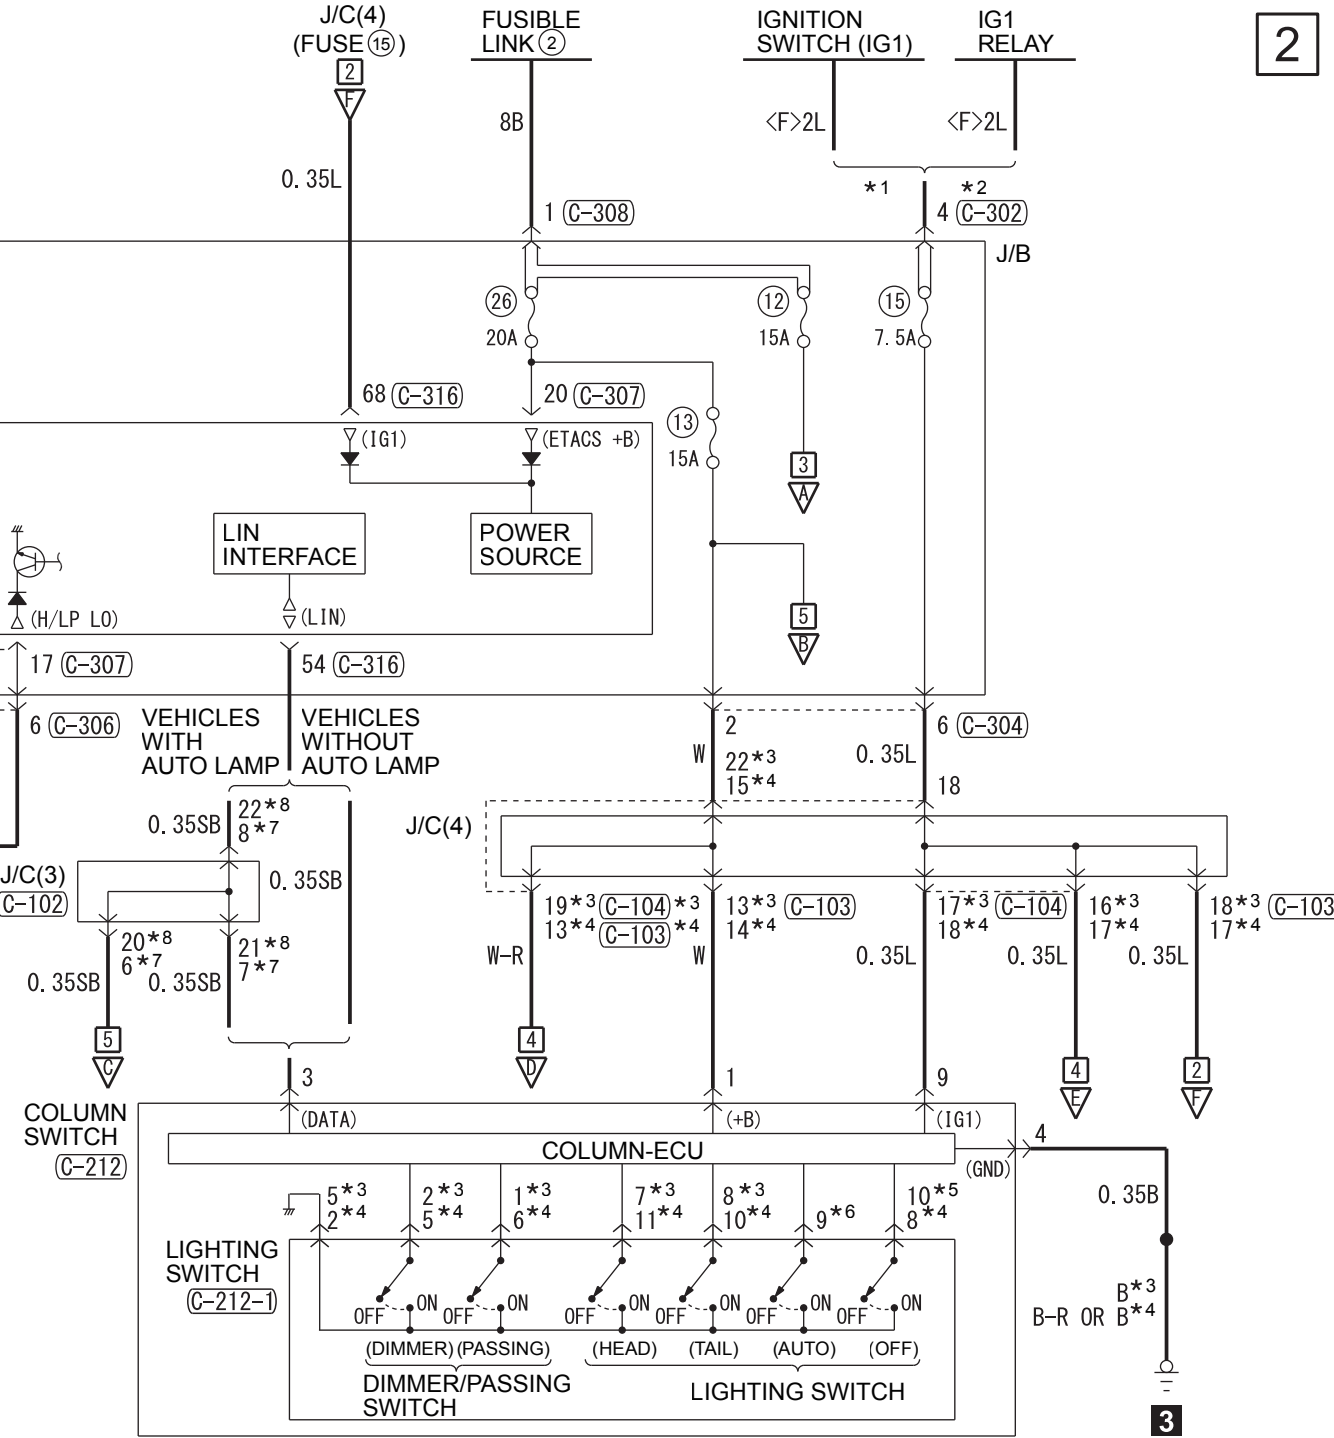 J/C(4)
(FUSE⑮)
2
F
FUSIBLE
LINK②
IGNITION
SWITCH (IG1)
IG1
RELAY
2
8B
<F>2L
<F>2L
0.35L
*1
*2
1 (C-308)
4 (C-302)
J/B
26
20A
12
15A
15
7.5A
68 (C-316)
20 (C-307)
13
15A
(IG1)
(ETACS +B)
3
A
LIN
INTERFACE
POWER
SOURCE
(H/LP LO)
(LIN)
5
B
17 (C-307)
54 (C-316)
6 (C-306)
VEHICLES
WITH
AUTO LAMP
VEHICLES
WITHOUT
AUTO LAMP
2
W
22*3
15*4
6 (C-304)
0.35L
18
0.35SB
22*8
8*7
J/C(4)
J/C(3)
C-102)
0.35SB
20*8
6*7
21*8
7*7
0.35SB
0.35SB
19*3(C-104)*3
13*4(C-103)*4
13*3 (C-103)
14*4
17*3(C-104)
18*4
16*3
17*4
18*3 (C-103
17*4
W-R
W
0.35L
0.35L
0.35L
5
C
4
D
4
E
2
F
3
1
9
COLUMN
SWITCH
(C-212)
(DATA)
(+B)
(IG1)
COLUMN-ECU
4
(GND)
0.35B
5*3
2*4
2*3
5*4
1*3
6*4
7*3
11*4
8*3
10*4
9*6
10*5
8*4
LIGHTING
SWITCH
(C-212-1)
OFF ON
OFF ON
OFF ON
OFF ON
OFF ON
OFF ON
B*3
B-R OR B*4
(DIMMER)
(PASSING)
(HEAD)
(TAIL)
(AUTO)
(OFF)
DIMMER/PASSING
SWITCH
LIGHTING SWITCH
3